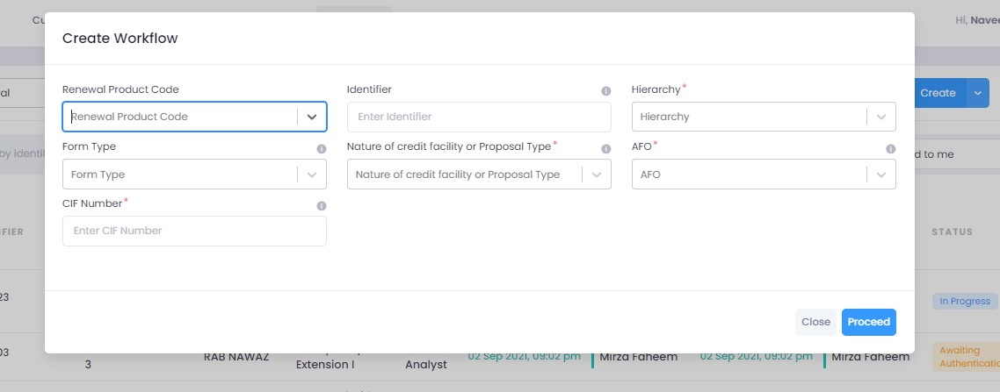 Cu
Hi, Nave
Create Workflow
Renewal Product Code
Identifier
Hierarchy*
al
Renewal Product Code
Enter Identifier
Hierarchy
Create
Form Type
Nature of credit facility or Proposal Type*
AFO*
by identif
Form Type
Nature of credit facility or Proposal Type
AFO
d to me
CIF Number*
Enter CIF Number
IFIER
STATUS
23
In Progress
Close
Proceed
03
3
RAB NAWAZ
Extension I
Analyst
02 Sep 2021, 09:02 pm
Mirza Faheem
02 Sep 2021, 09:02 pm
Mirza Faheem
Awaiting
Authenticatio